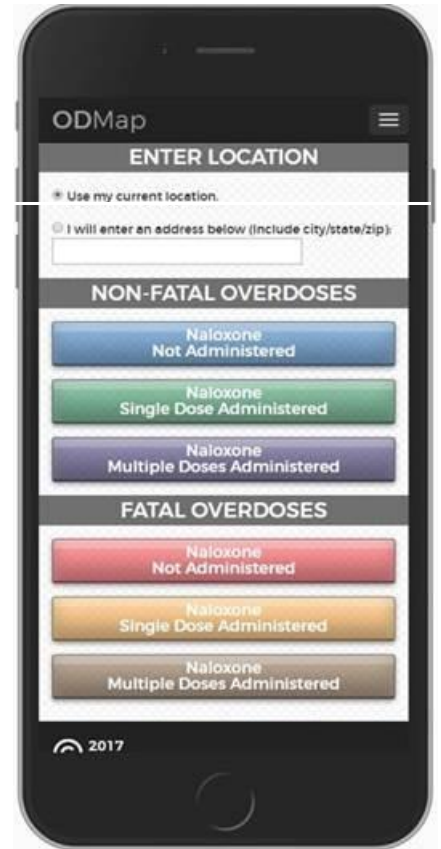 ODMap
ENTER LOCATION
Use my current location.
I will enter an address below (Include city/state/zip):
NON-FATAL OVERDOSES
Naloxone
Not Administered
Naloxone
Single Dose Administered
Naloxone
Multiple Doses Administered
FATAL OVERDOSES
Naloxone
Not Administered
Naloxone
Single Dose Administered
Naloxone
Multiple Doses Administered
2017